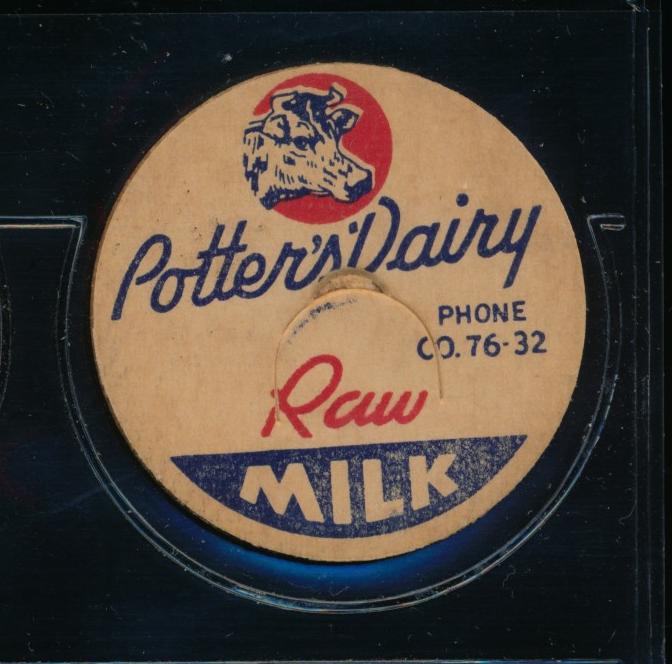 Potter's Dairy
PHONE
CO. 76-32
Raw
MILK